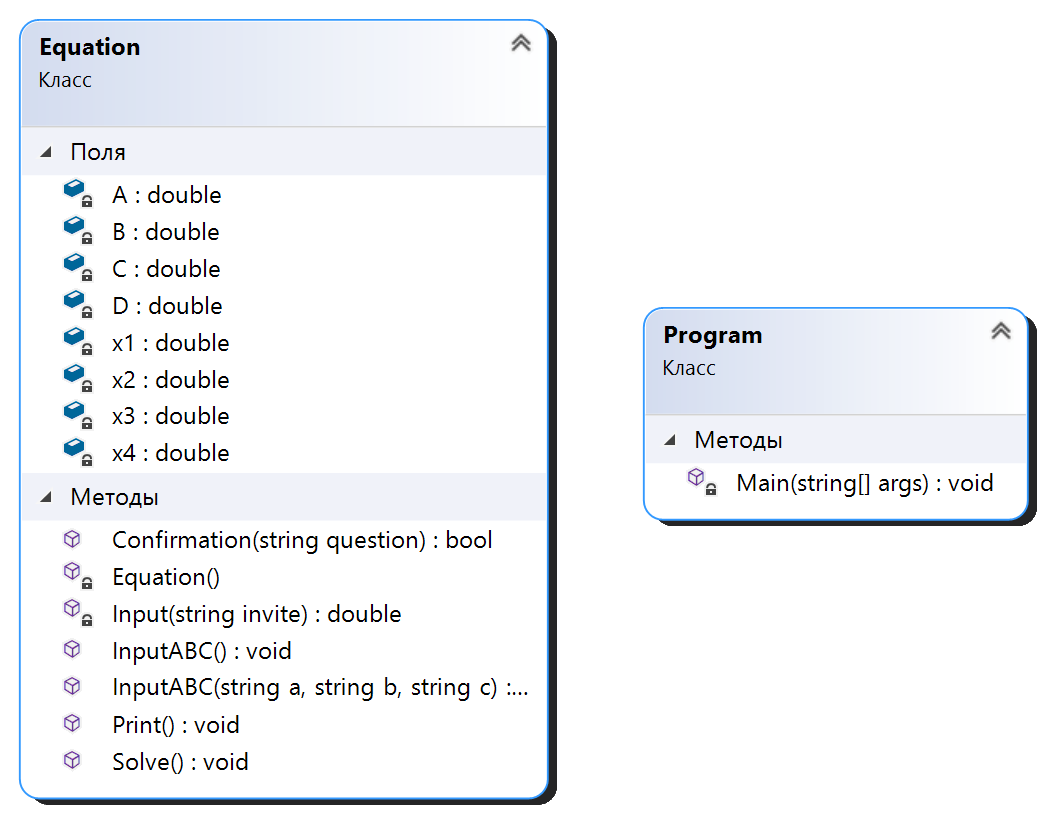 Equation
Класс
Поля
A : double
B : double
C : double
D : double
x1 : double
x2 : double
x3 : double
x4 : double
Методы
Confirmation(string question) : bool
Equation()
Input(string invite) : double
InputABC() : void
InputABC(string a, string b, string c) :...
Print() : void
Solve() : void
Program
Класс
Методы
Main(string[] args) : void